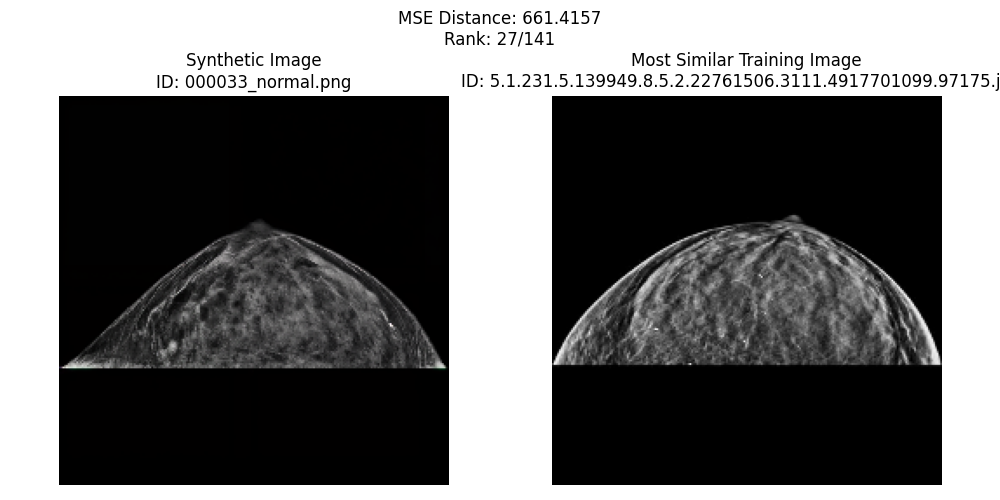 MSE Distance: 661.4157
Rank: 27/141
Synthetic Image
ID: 000033_normal.png
Most Similar Training Image
ID: 5.1.231.5.139949.8.5.2.22761506.3111.4917701099.97175.j